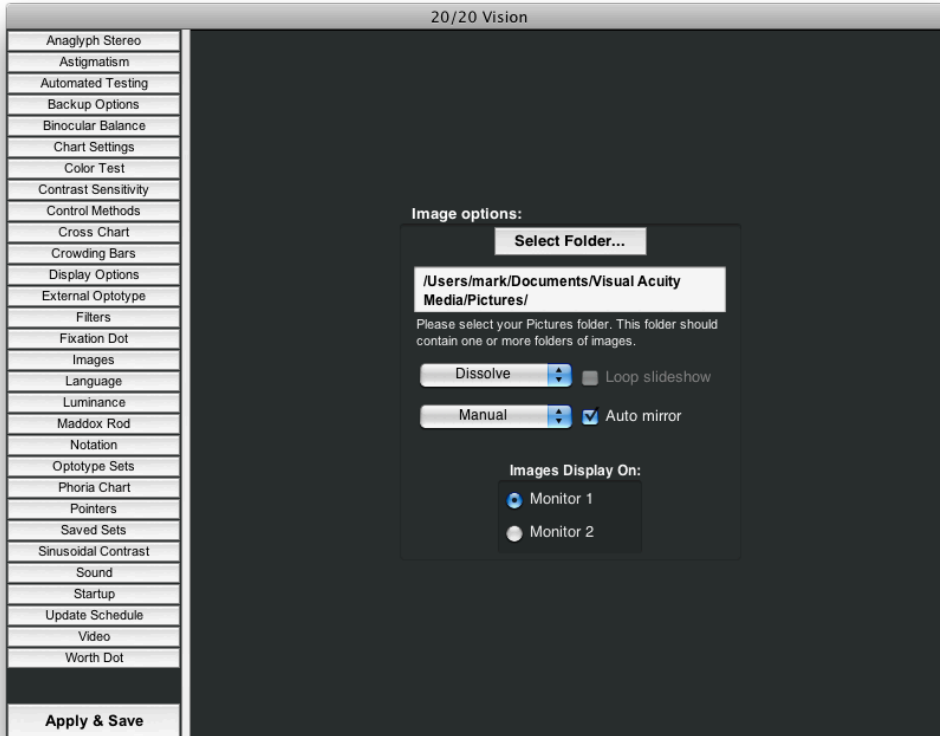 20/20 Vision
Anaglyph Stereo
Astigmatism
Automated Testing
Backup Options
Binocular Balance
Chart Settings
Color Test
Contrast Sensitivity
Control Methods
Cross Chart
Crowding Bars
Display Options
External Optotype
Filters
Fixation Dot
Images
Language
Luminance
Maddox Rod
Notation
Optotype Sets
Phoria Chart
Pointers
Saved Sets
Sinusoidal Contrast
Sound
Startup
Update Schedule
Video
Worth Dot
Apply & Save
Image options:
Select Folder...
/Users/mark/Documents/Visual Acuity
Media/Pictures/
Please select your Pictures folder. This folder should
contain one or more folders of images.
Dissolve
Loop slideshow
Manual
Auto mirror
Images Display On:
Monitor 1
Monitor 2